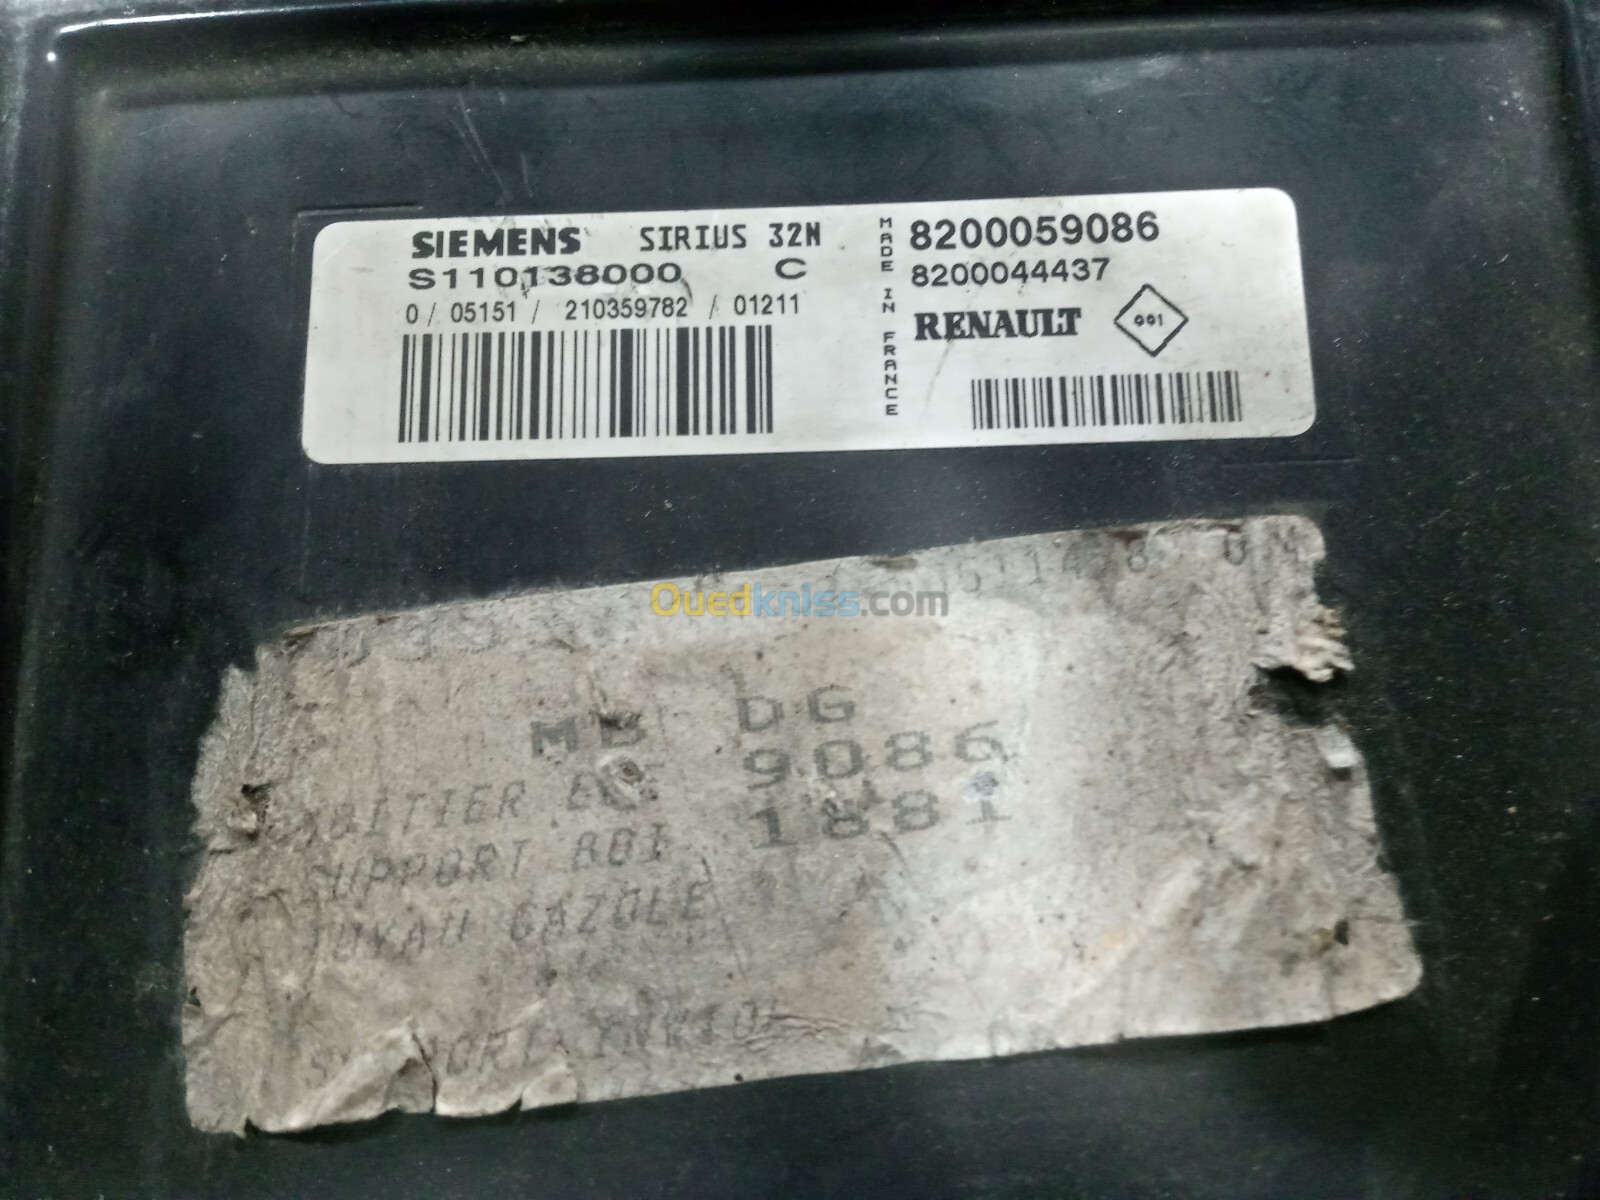 SIEMENS SIRIUS 32N
S110138000 C
0 / 05151 / 210359782 / 01211
MADE IN FRANCE
8200059086
8200044437
RENAULT 001
Ouedkniss.com
DG
9086
SUPPORT 1881
GAZOLE